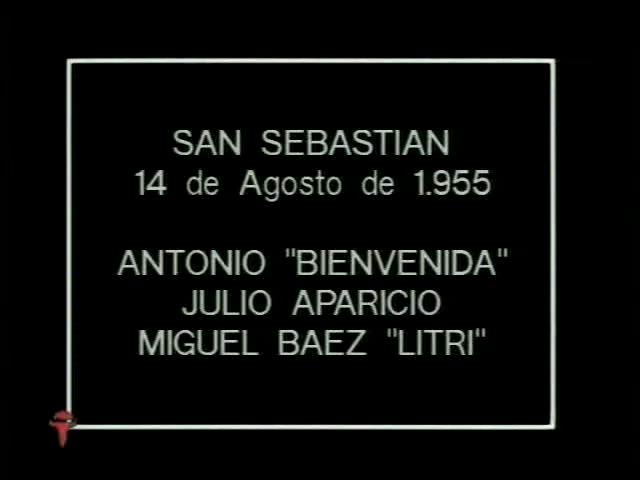 SAN SEBASTIAN
14 de Agosto de 1.955
ANTONIO "BIENVENIDA"
JULIO APARICIO
MIGUEL BAEZ "LITRI"